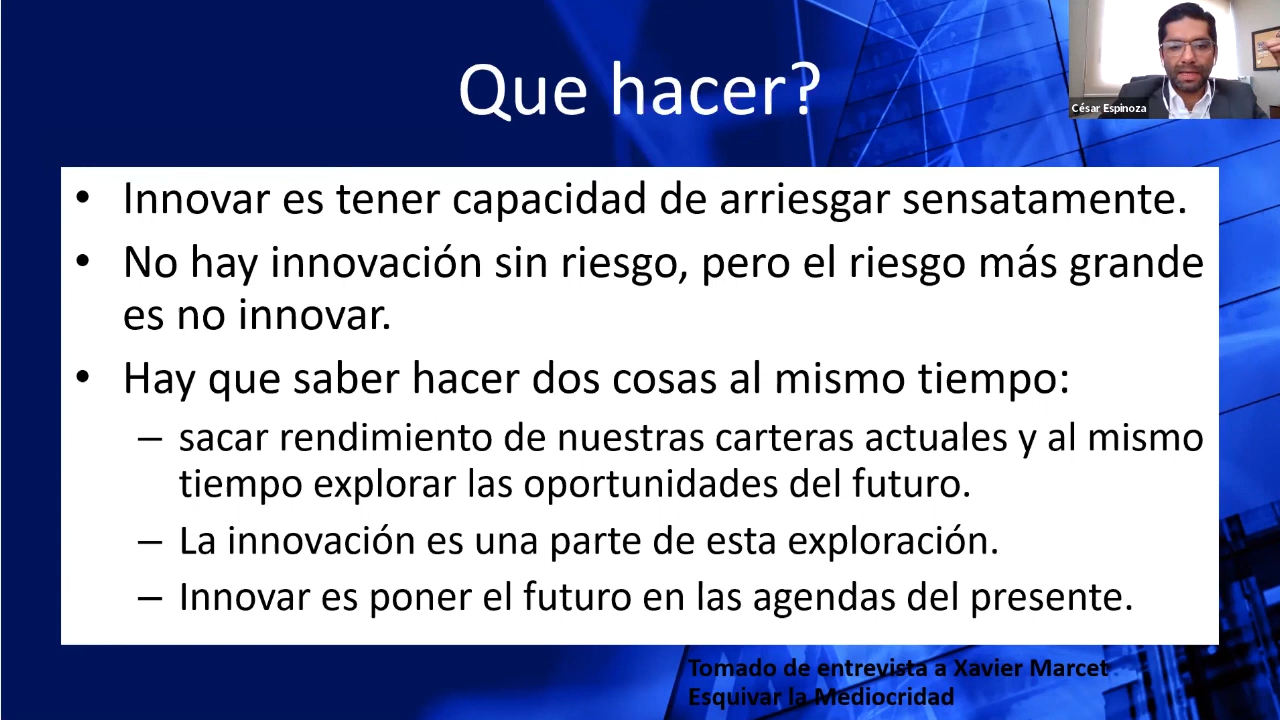 Que hacer?
César Espinoza
• Innovar es tener capacidad de arriesgar sensatamente.
• No hay innovación sin riesgo, pero el riesgo más grande
es no innovar.
• Hay que saber hacer dos cosas al mismo tiempo:
– sacar rendimiento de nuestras carteras actuales y al mismo
tiempo explorar las oportunidades del futuro.
– La innovación es una parte de esta exploración.
– Innovar es poner el futuro en las agendas del presente.
Tomado de entrevista a Xavier Marcet
Esquivar la Mediocridad